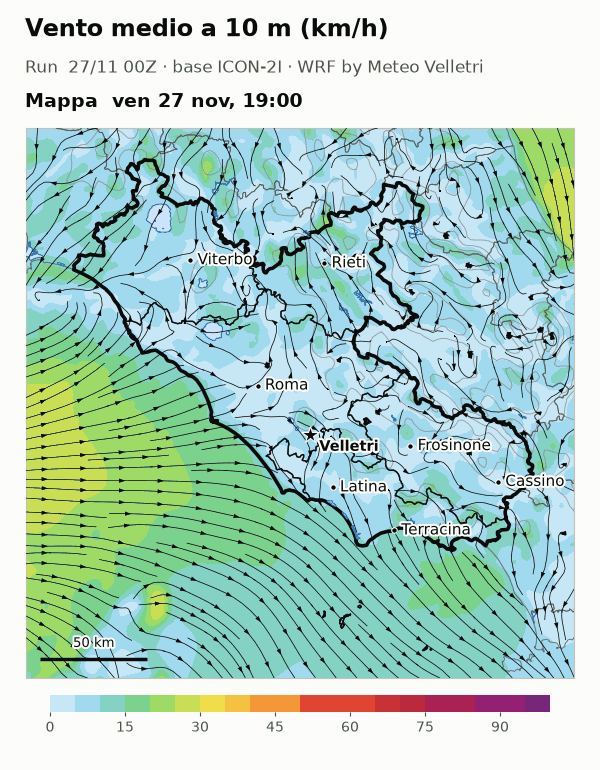 Vento medio a 10 m (km/h)
Run  27/11 00Z · base ICON-2I · WRF by Meteo Velletri
Mappa  ven 27 nov, 19:00
Viterbo
Rieti
Roma
Velletri
Frosinone
Cassino
Latina
Terracina
50 km
0 15 30 45 60 75 90